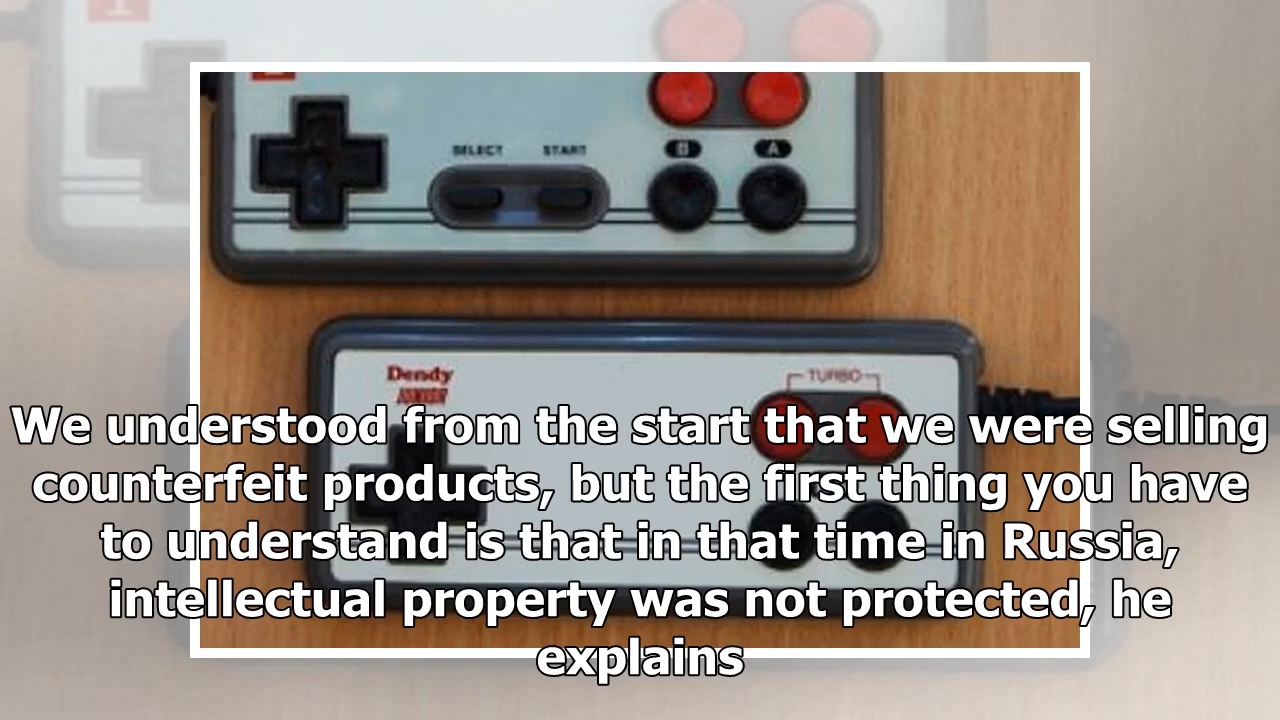 SELECT START
B A
Dendy
TURBO
We understood from the start that we were selling
counterfeit products, but the first thing you have
to understand is that in that time in Russia,
intellectual property was not protected, he
explains